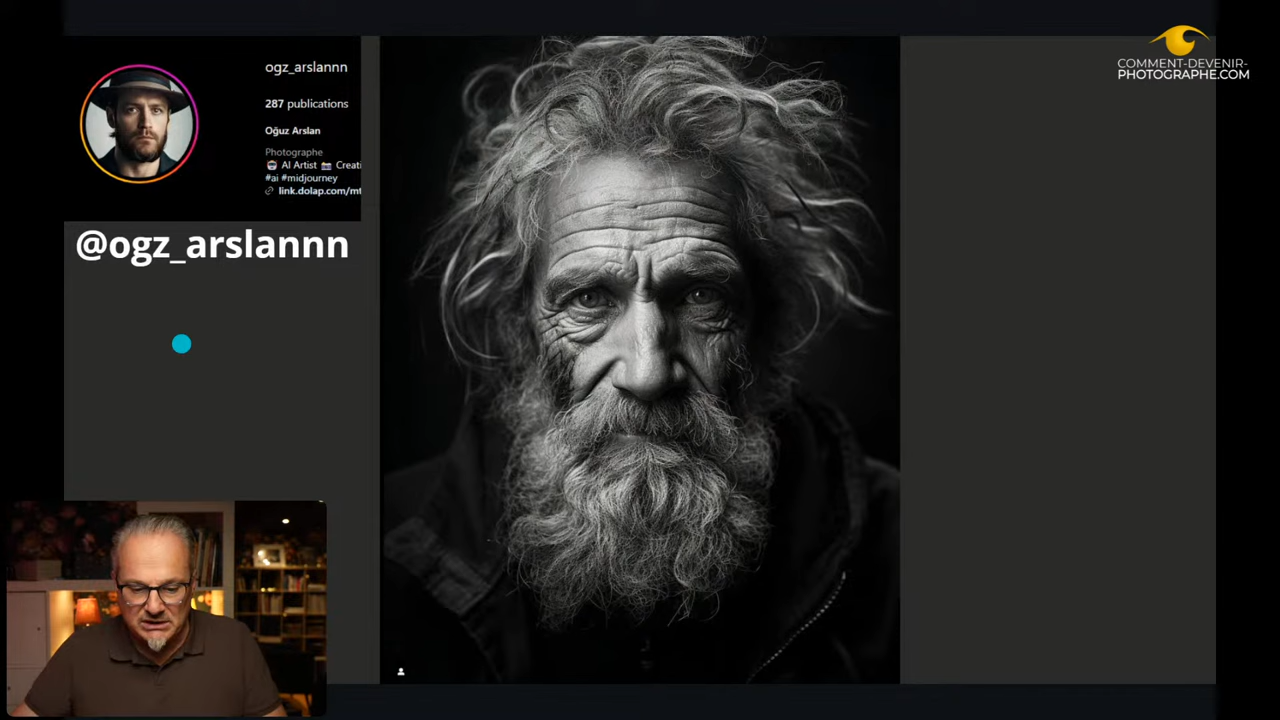 ogz_arslannn
287 publications
Oğuz Arslan
Photographe
AI Artist 📷 Creati
#ai #midjourney
link.dolap.com/mt
@ogz_arslannn
COMMENT-DEVENIR-
PHOTOGRAPHE.COM